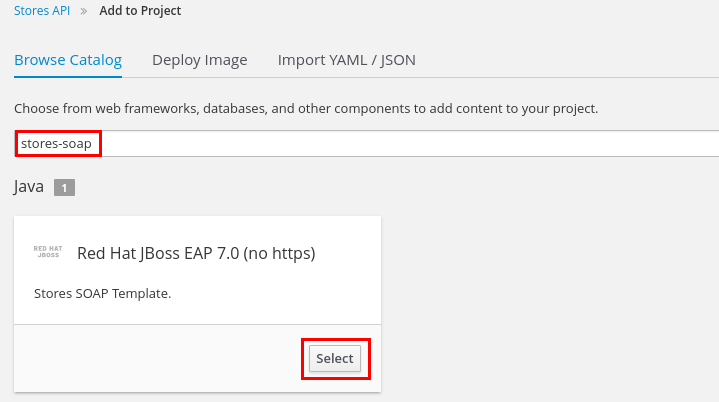 Stores API » Add to Project
Browse Catalog Deploy Image Import YAML / JSON
Choose from web frameworks, databases, and other components to add content to your project.
stores-soap
Java 1
RED HAT
JBOSS
Red Hat JBoss EAP 7.0 (no https)
Stores SOAP Template.
Select